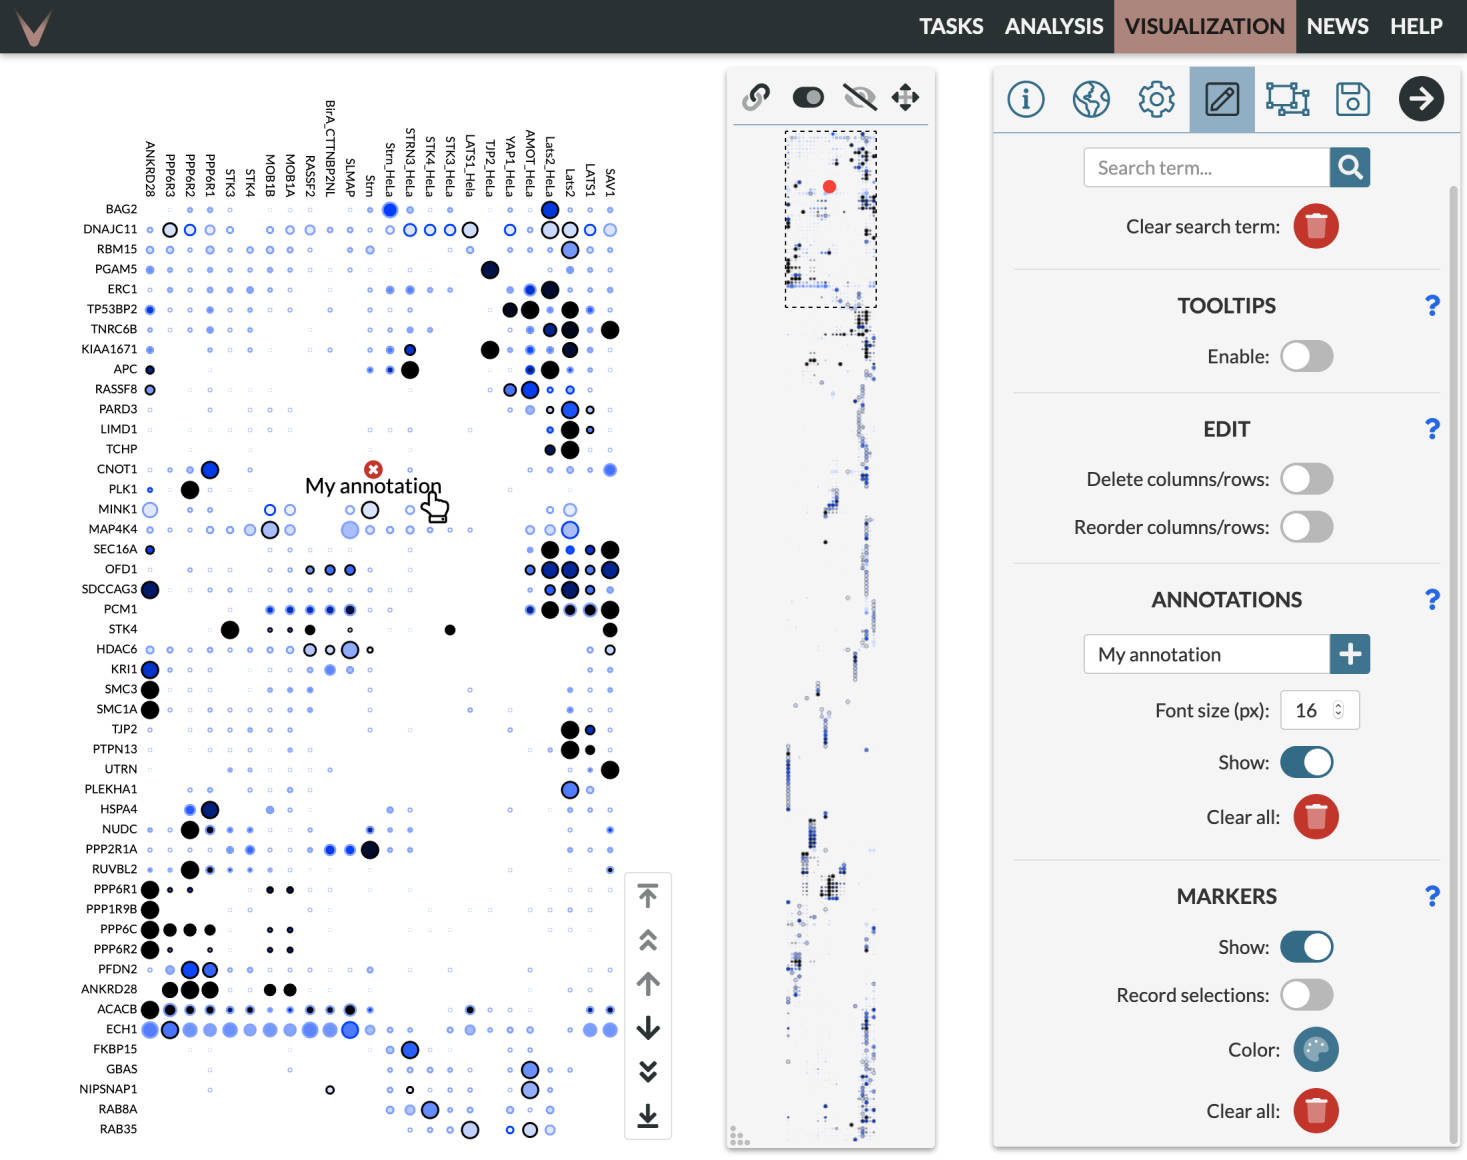 TASKS ANALYSIS VISUALIZATION NEWS HELP
ANKRD28
PPP6R3
PPP6R2
PPP6R1
STK3
STK4
MOB1B
MOB1A
RASSF2
BirA_CTTNBP2NL
SLMAP
Strn
Strn_HeLa
STRN3_HeLa
STK4_HeLa
STK3_HeLa
LATS1_Hela
TJP2_HeLa
YAP1_HeLa
AMOT_HeLa
Lats2_HeLa
Lats2
LATS1
SAV1
BAG2
DNAJC11
RBM15
PGAM5
ERC1
TP53BP2
TNRC6B
KIAA1671
APC
RASSF8
PARD3
LIMD1
TCHP
CNOT1
My annotation
PLK1
MINK1
MAP4K4
SEC16A
OFD1
SDCCAG3
PCM1
STK4
HDAC6
KRI1
SMC3
SMC1A
TJP2
PTPN13
UTRN
PLEKHA1
HSPA4
NUDC
PPP2R1A
RUVBL2
PPP6R1
PPP1R9B
PPP6C
PPP6R2
PFDN2
ANKRD28
ACACB
ECH1
FKBP15
GBAS
NIPSNAP1
RAB8A
RAB35
Search term...
Clear search term:
TOOLTIPS ?
Enable:
EDIT ?
Delete columns/rows:
Reorder columns/rows:
ANNOTATIONS ?
My annotation
Font size (px): 16
Show:
Clear all:
MARKERS ?
Show:
Record selections:
Color:
Clear all: